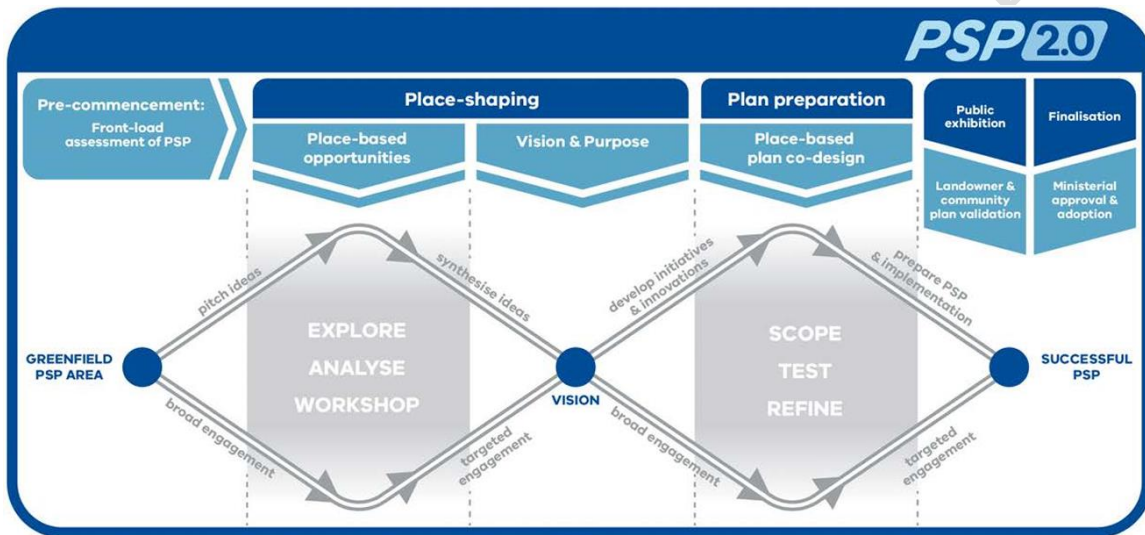 PSP 2.0
Pre-commencement:
Front-load
assessment of PSP
Place-shaping
Place-based
opportunities
Vision & Purpose
Plan preparation
Place-based
plan co-design
Public
exhibition
Finalisation
Landowner &
community
plan validation
Ministerial
approval &
adoption
pitch ideas
synthesise ideas
develop initiatives
& innovations
prepare PSP
& implementation
EXPLORE
ANALYSE
WORKSHOP
SCOPE
TEST
REFINE
GREENFIELD
PSP AREA
VISION
SUCCESSFUL
PSP
broad engagement
targeted
engagement
broad engagement
targeted
engagement